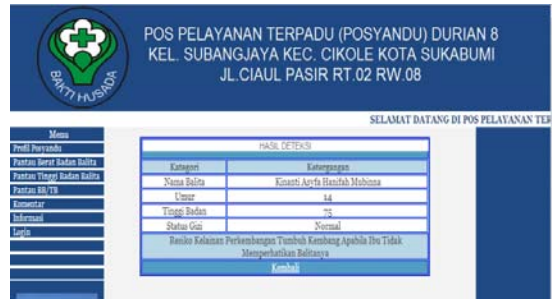 POS PELAYANAN TERPADU (POSYANDU) DURIAN 8
KEL. SUBANGJAYA KEC. CIKOLE KOTA SUKABUMI
JL.CIAUL PASIR RT.02 RW.08
BAKTI HUSADA
SELAMAT DATANG DI POS PELAYANAN TER
Menu
Profil Posyandu
Pantau Berat Badan Balita
Pantau Tinggi Badan Balita
Pantau BB/TB
Komentar
Informasi
Login
HASIL DETEKSI
Kategori Keterangan
Nama Balita Kinasti Asyfa Hanifah Mubinna
Umur 14
Tinggi Badan 75
Status Gizi Normal
Resiko Kelainan Perkembangan Tumbuh Kembang Apabila Ibu Tidak
Memperhatikan Balitanya
Kembali